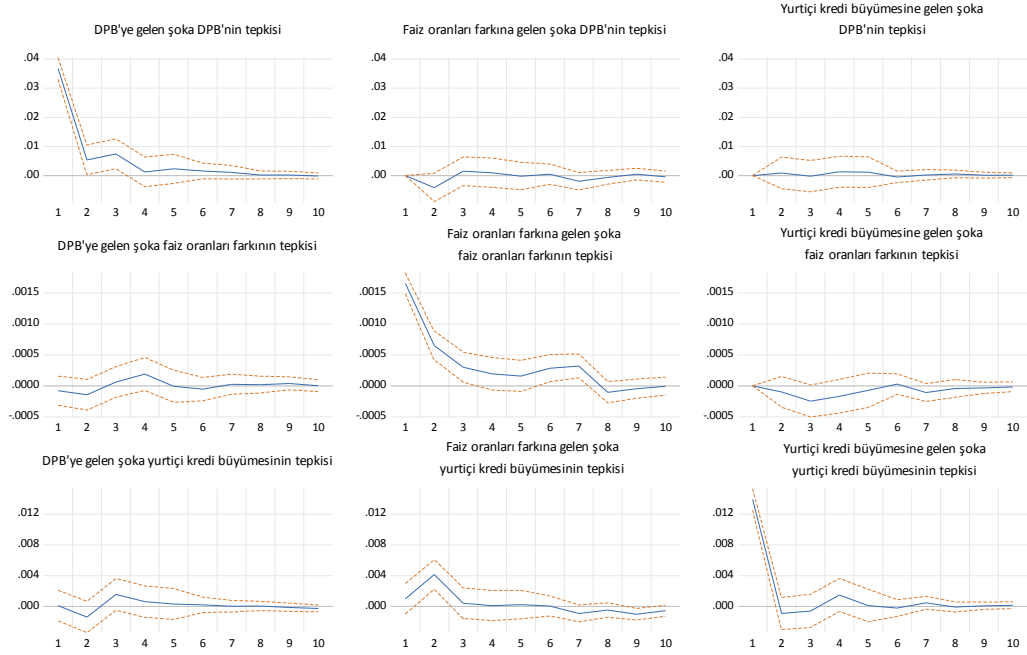 DPB'ye gelen şoka DPB'nin tepkisi
.04
.03
.02
.01
.00
1 2 3 4 5 6 7 8 9 10
Faiz oranları farkına gelen şoka DPB'nin tepkisi
.04
.03
.02
.01
.00
1 2 3 4 5 6 7 8 9 10
Yurtiçi kredi büyümesine gelen şoka
DPB'nin tepkisi
.04
.03
.02
.01
.00
1 2 3 4 5 6 7 8 9 10
DPB'ye gelen şoka faiz oranları farkının tepkisi
.0015
.0010
.0005
.0000
-.0005
1 2 3 4 5 6 7 8 9 10
Faiz oranları farkına gelen şoka
faiz oranları farkının tepkisi
.0015
.0010
.0005
.0000
-.0005
1 2 3 4 5 6 7 8 9 10
Yurtiçi kredi büyümesine gelen şoka
faiz oranları farkının tepkisi
.0015
.0010
.0005
.0000
-.0005
1 2 3 4 5 6 7 8 9 10
DPB'ye gelen şoka yurtiçi kredi büyümesinin tepkisi
.012
.008
.004
.000
1 2 3 4 5 6 7 8 9 10
Faiz oranları farkına gelen şoka
yurtiçi kredi büyümesinin tepkisi
.012
.008
.004
.000
1 2 3 4 5 6 7 8 9 10
Yurtiçi kredi büyümesine gelen şoka
yurtiçi kredi büyümesinin tepkisi
.012
.008
.004
.000
1 2 3 4 5 6 7 8 9 10